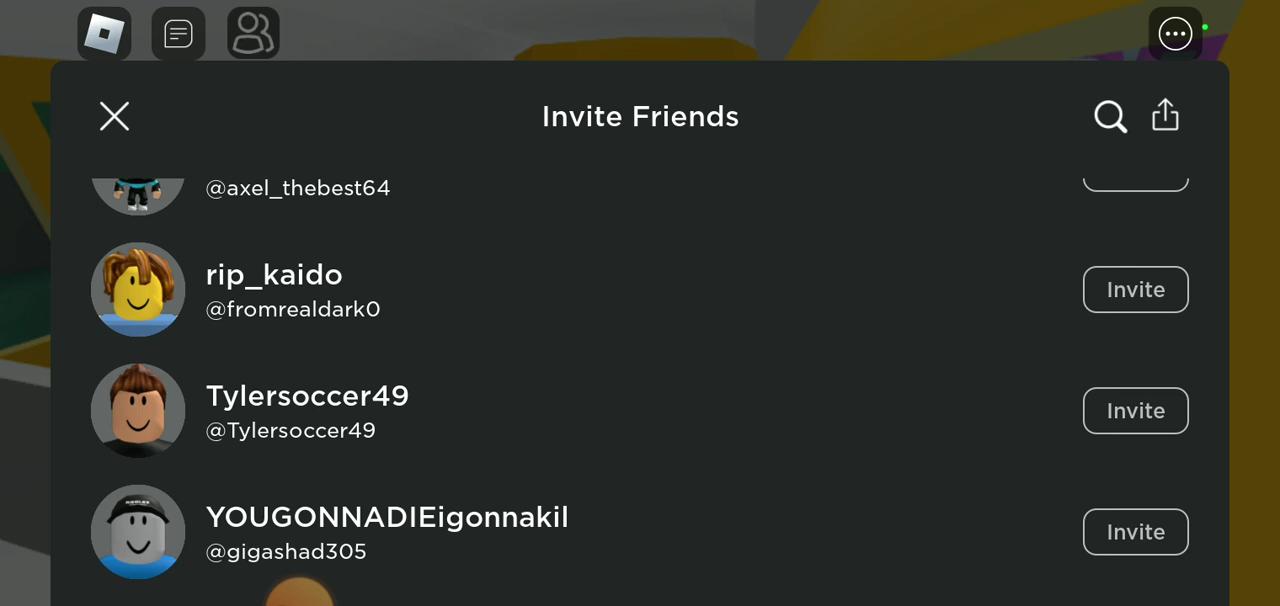 Invite Friends
@axel_thebest64
rip_kaido
@fromrealdark0
Invite
Tylersoccer49
@Tylersoccer49
Invite
YOUGONNADIEigonnakil
@gigashad305
Invite